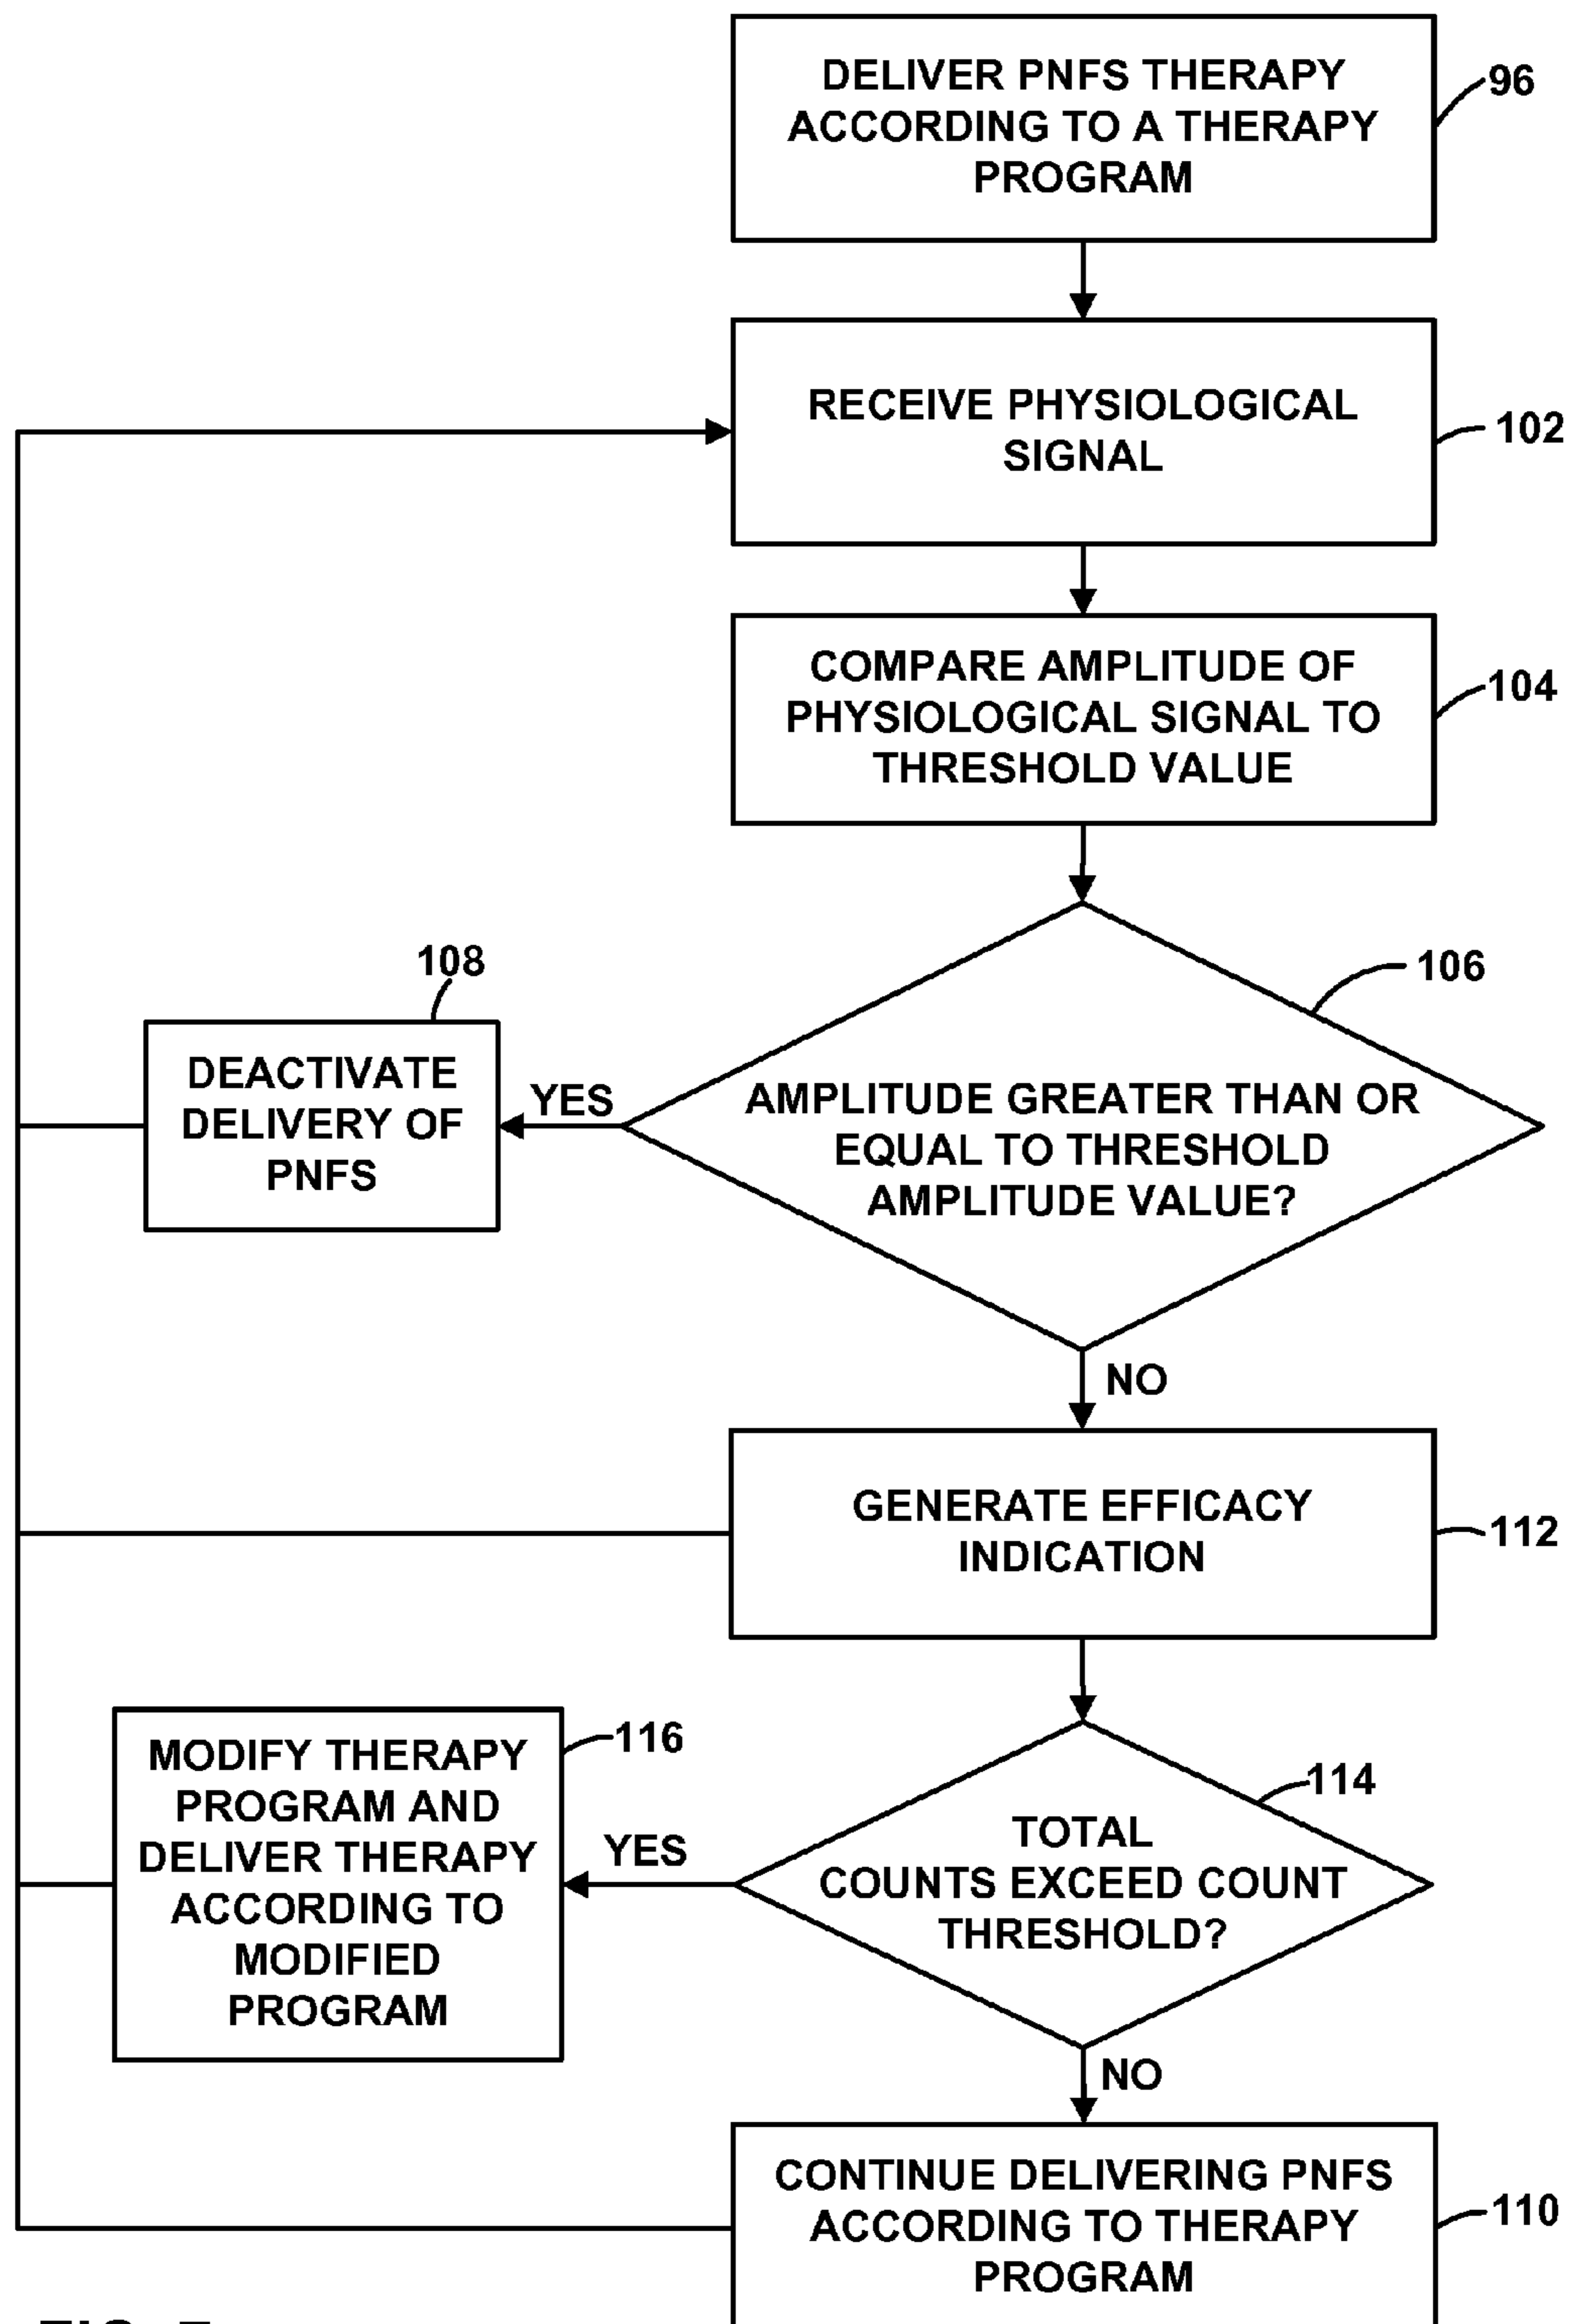 DELIVER PNFS THERAPY
ACCORDING TO A THERAPY
PROGRAM
96
RECEIVE PHYSIOLOGICAL
SIGNAL
102
COMPARE AMPLITUDE OF
PHYSIOLOGICAL SIGNAL TO
THRESHOLD VALUE
104
106
AMPLITUDE GREATER THAN OR
EQUAL TO THRESHOLD
AMPLITUDE VALUE?
YES
108
DEACTIVATE
DELIVERY OF
PNFS
NO
GENERATE EFFICACY
INDICATION
112
114
TOTAL
COUNTS EXCEED COUNT
THRESHOLD?
YES
116
MODIFY THERAPY
PROGRAM AND
DELIVER THERAPY
ACCORDING TO
MODIFIED
PROGRAM
NO
CONTINUE DELIVERING PNFS
ACCORDING TO THERAPY
PROGRAM
110